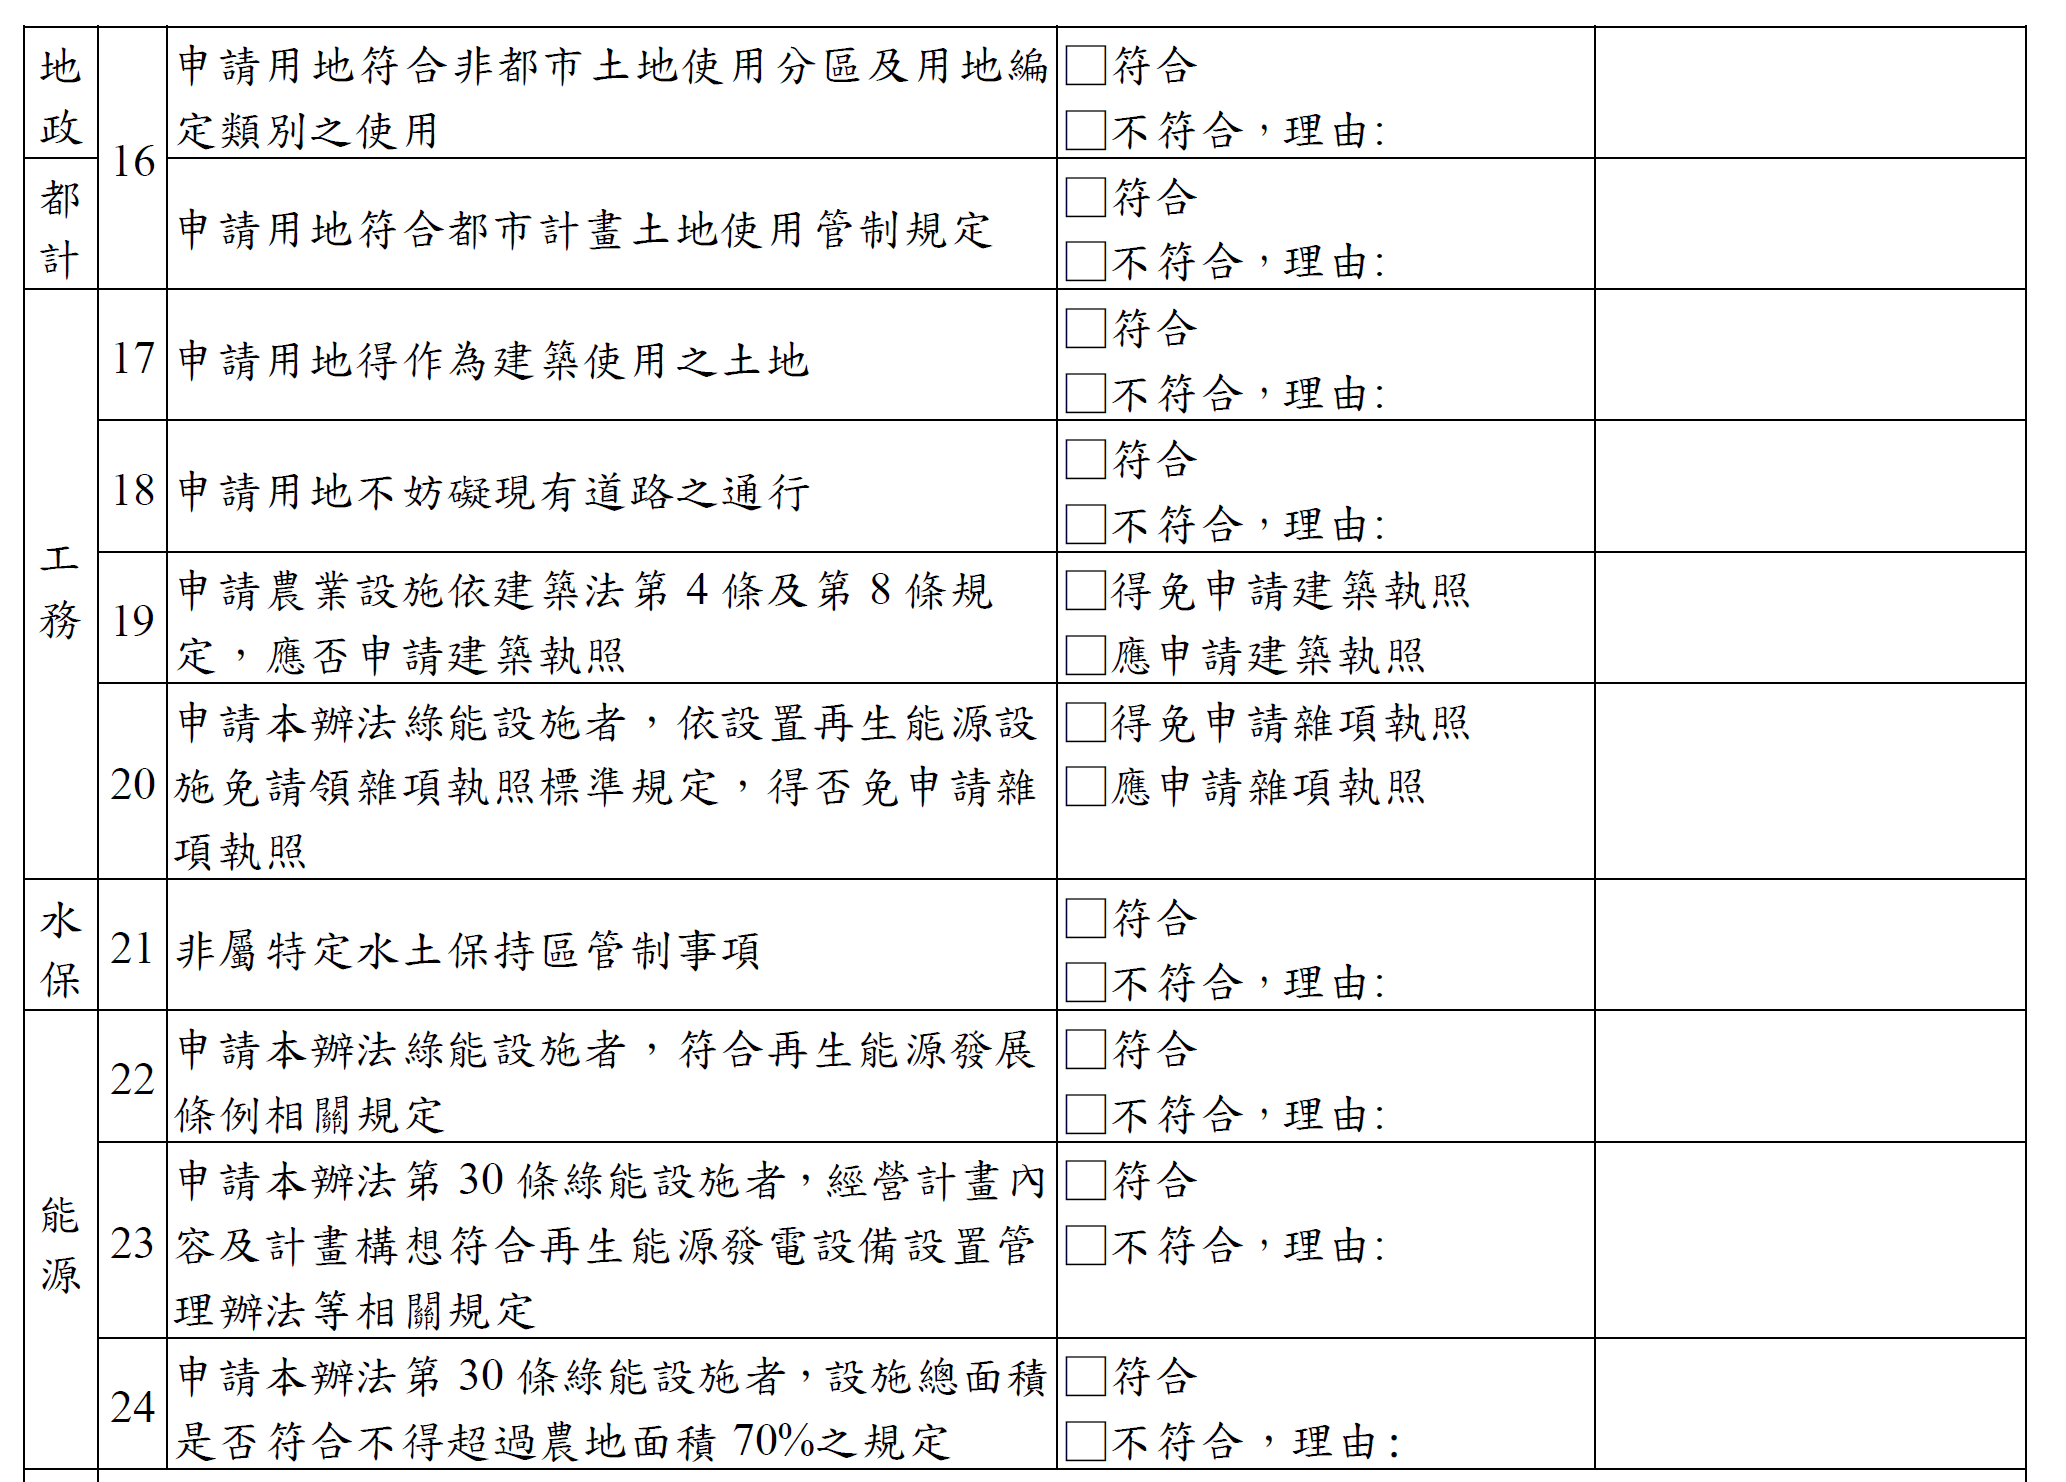 地政
16
申請用地符合非都市土地使用分區及用地編
定類別之使用
□符合
□不符合，理由:
都計
申請用地符合都市計畫土地使用管制規定
□符合
□不符合，理由:
工務
17
申請用地得作為建築使用之土地
□符合
□不符合，理由:
18
申請用地不妨礙現有道路之通行
□符合
□不符合，理由:
19
申請農業設施依建築法第 4 條及第 8 條規
定，應否申請建築執照
□得免申請建築執照
□應申請建築執照
20
申請本辦法綠能設施者，依設置再生能源設
施免請領雜項執照標準規定，得否免申請雜
項執照
□得免申請雜項執照
□應申請雜項執照
水保
21
非屬特定水土保持區管制事項
□符合
□不符合，理由:
能源
22
申請本辦法綠能設施者，符合再生能源發展
條例相關規定
□符合
□不符合，理由:
23
申請本辦法第 30 條綠能設施者，經營計畫內
容及計畫構想符合再生能源發電設備設置管
理辦法等相關規定
□符合
□不符合，理由:
24
申請本辦法第 30 條綠能設施者，設施總面積
是否符合不得超過農地面積 70%之規定
□符合
□不符合，理由: